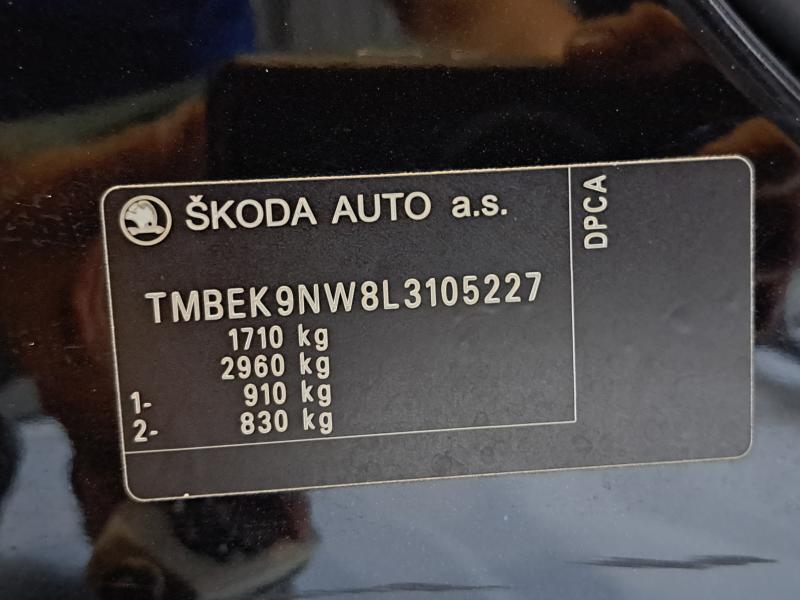 ŠKODA AUTO a.s.
DPCA
TMBEK9NW8L3105227
1710 kg
2960 kg
1- 910 kg
2- 830 kg